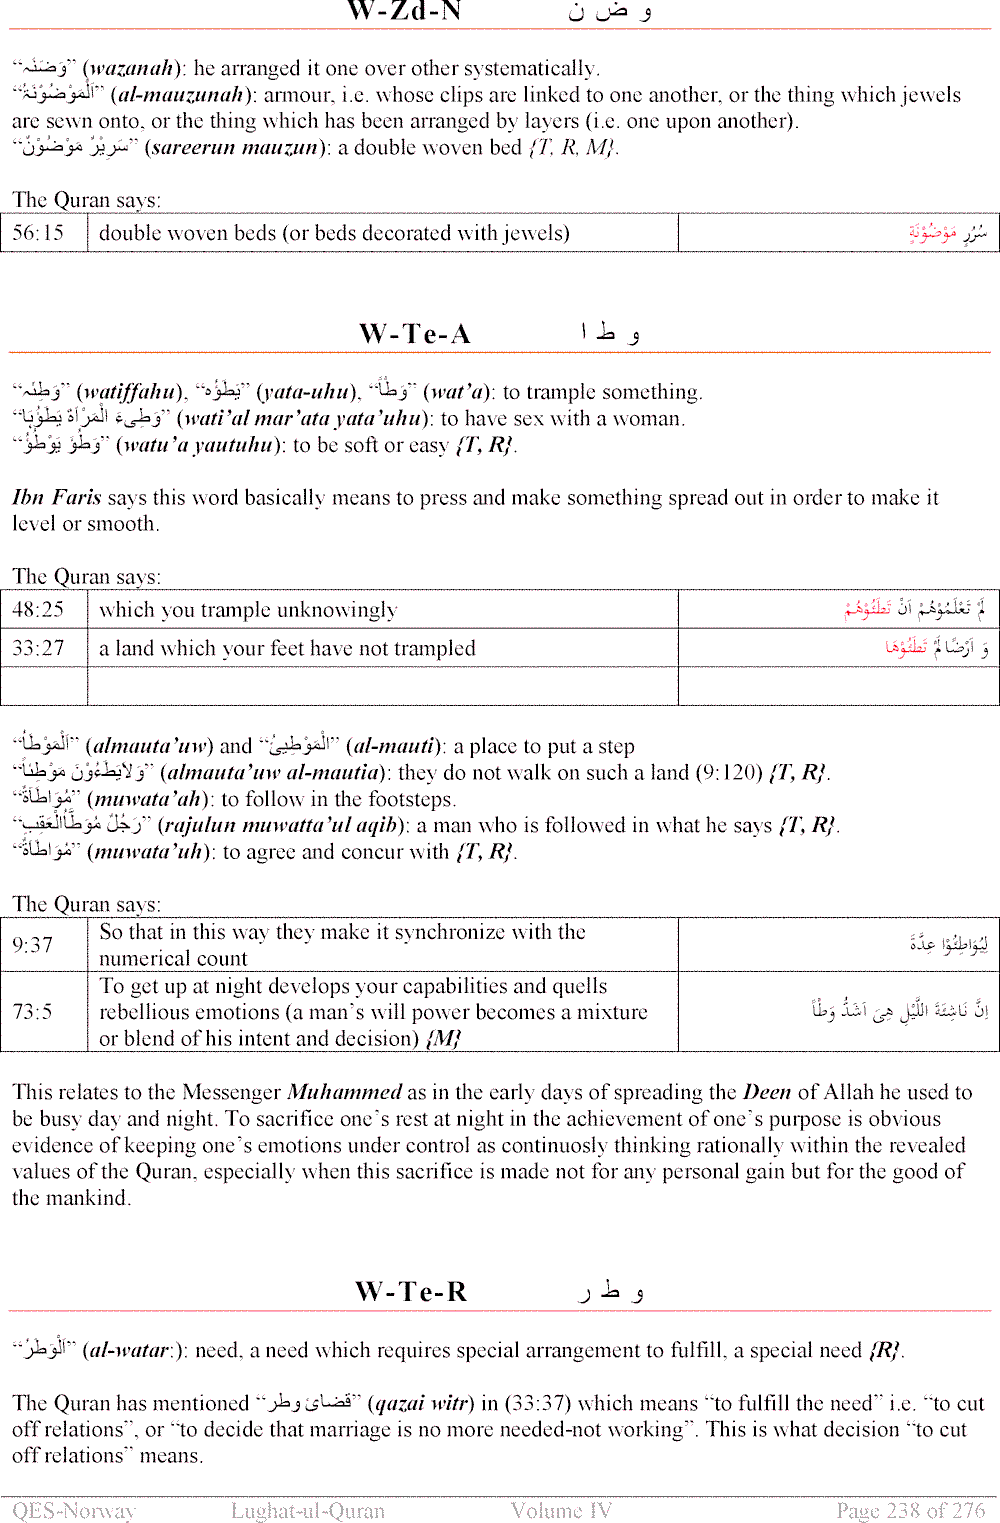 W-Zd-N و ض ن
“وَضَنَہ” (wazanah): he arranged it one over other systematically.
“اَلْمَوْضُوْنَۃُ” (al-mauzunah): armour, i.e. whose clips are linked to one another, or the thing which jewels
are sewn onto, or the thing which has been arranged by layers (i.e. one upon another).
“سَرِيْرٌ مَوْضُوْنٌ” (sareerun mauzun): a double woven bed {T, R, M}.
The Quran says:
56:15 double woven beds (or beds decorated with jewels) سُرُرٍ مَوْضُوْنَةٍ
W-Te-A و ط ا
“وَطِئَہ” (watiffahu), “يَطَؤُه” (yata-uhu), “وَطْأً” (wat’a): to trample something.
“وَطِیءَ الْمَرْاَةَ يَطَؤُہَا” (wati’al mar’ata yata’uhu): to have sex with a woman.
“وَطُؤَ يَوْطُؤُ” (watu’a yautuhu): to be soft or easy {T, R}.
Ibn Faris says this word basically means to press and make something spread out in order to make it
level or smooth.
The Quran says:
48:25 which you trample unknowingly لَمْ تَعْلَمُوْهُمْ اَنْ تَطَئُوْهُمْ
33:27 a land which your feet have not trampled وَ اَرْضًا لَمْ تَطَئُوْهَا
“اَلْمَوْطَأُ” (almauta’uw) and “الْمَوْطِیئُ” (al-mauti): a place to put a step
“وَلَايَطَءُوْنَ مَوْطِئاً” (almauta’uw al-mautia): they do not walk on such a land (9:120) {T, R}.
“مُوَاطَاَةٌ” (muwata’ah): to follow in the footsteps.
“رَجُلٌ مُوَطَّأُالْعَقِبِ” (rajulun muwatta’ul aqib): a man who is followed in what he says {T, R}.
“مُوَاطَاَةٌ” (muwata’uh): to agree and concur with {T, R}.
The Quran says:
9:37 So that in this way they make it synchronize with the
numerical count لِيُوَاطِئُوْا عِدَّةَ
73:5 To get up at night develops your capabilities and quells
rebellious emotions (a man’s will power becomes a mixture اِنَّ نَاشِئَةَ اللَّيْلِ هِیَ اَشَدُّ وَطْاً
or blend of his intent and decision) {M}
This relates to the Messenger Muhammed as in the early days of spreading the Deen of Allah he used to
be busy day and night. To sacrifice one’s rest at night in the achievement of one’s purpose is obvious
evidence of keeping one’s emotions under control as continuosly thinking rationally within the revealed
values of the Quran, especially when this sacrifice is made not for any personal gain but for the good of
the mankind.
W-Te-R و ط ر
“اَلْوَطَرُ” (al-watar:): need, a need which requires special arrangement to fulfill, a special need {R}.
The Quran has mentioned “قضائ وطر” (qazai witr) in (33:37) which means “to fulfill the need” i.e. “to cut
off relations”, or “to decide that marriage is no more needed-not working”. This is what decision “to cut
off relations” means.
QES-Norway Lughat-ul-Quran Volume IV Page 238 of 276